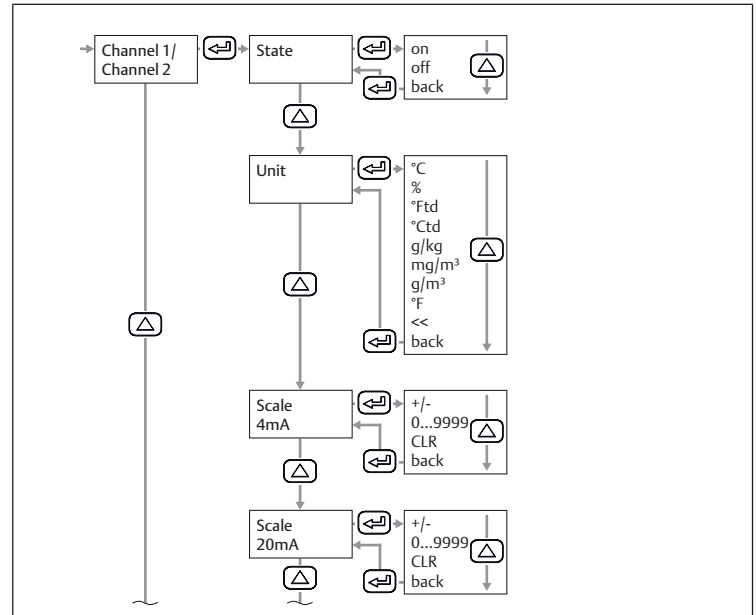 Channel 1/
Channel 2
State
on
off
back
Unit
°C
%
°Ftd
°Ctd
g/kg
mg/m³
g/m³
°F
<<
back
Scale
4mA
+/-
0...9999
CLR
back
Scale
20mA
+/-
0...9999
CLR
back